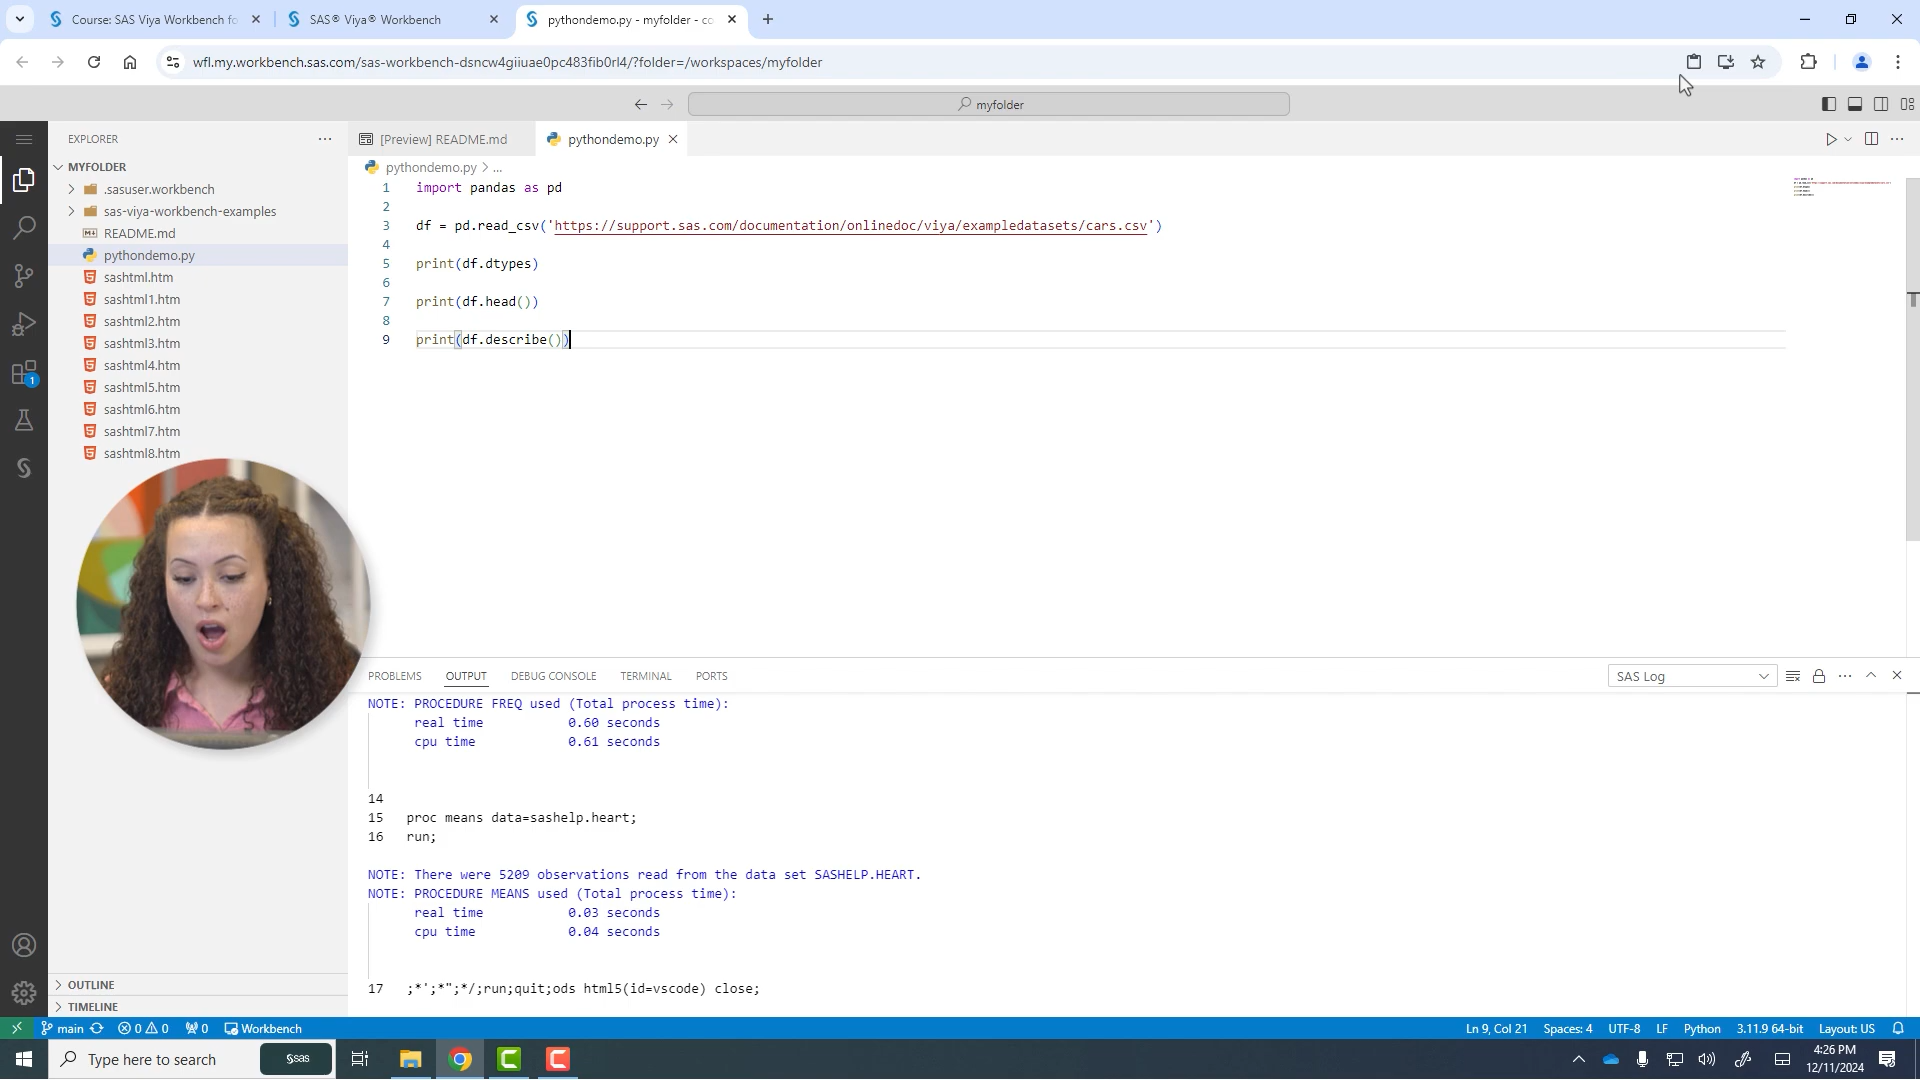 Course: SAS Viya Workbench fo
SAS® Viya® Workbench
pythondemo.py - myfolder - co
wfl.my.workbench.sas.com/sas-workbench-dsncw4giiuae0pc483fib0rl4/?folder=/workspaces/myfolder
myfolder
EXPLORER
[Preview] README.md
pythondemo.py
MYFOLDER
.sasuser.workbench
sas-viya-workbench-examples
README.md
pythondemo.py
sashtml.htm
sashtml1.htm
sashtml2.htm
sashtml3.htm
sashtml4.htm
sashtml5.htm
sashtml6.htm
sashtml7.htm
sashtml8.htm
1
OUTLINE
TIMELINE
pythondemo.py > ...
1 import pandas as pd
2
3 df = pd.read_csv('https://support.sas.com/documentation/onlinedoc/viya/exampledatasets/cars.csv')
4
5 print(df.dtypes)
6
7 print(df.head())
8
9 print(df.describe())
PROBLEMS OUTPUT DEBUG CONSOLE TERMINAL PORTS
SAS Log
NOTE: PROCEDURE FREQ used (Total process time):
real time 0.60 seconds
cpu time 0.61 seconds
14
15 proc means data=sashelp.heart;
16 run;
NOTE: There were 5209 observations read from the data set SASHELP.HEART.
NOTE: PROCEDURE MEANS used (Total process time):
real time 0.03 seconds
cpu time 0.04 seconds
17 ;*';*";*/;run;quit;ods html5(id=vscode) close;
main 0 0 0 Workbench
Ln 9, Col 21 Spaces: 4 UTF-8 LF Python 3.11.9 64-bit Layout: US
Type here to search
sas
4:26 PM
12/11/2024